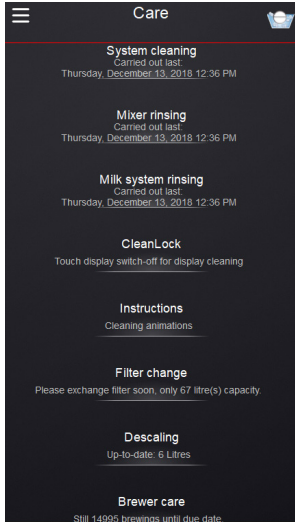 Care
System cleaning
Carried out last:
Thursday, December 13, 2018 12:36 PM
Mixer rinsing
Carried out last:
Thursday, December 13, 2018 12:36 PM
Milk system rinsing
Carried out last:
Thursday, December 13, 2018 12:36 PM
CleanLock
Touch display switch-off for display cleaning
Instructions
Cleaning animations
Filter change
Please exchange filter soon, only 67 litre(s) capacity.
Descaling
Up-to-date: 6 Litres
Brewer care
Still 14995 brewings until due date